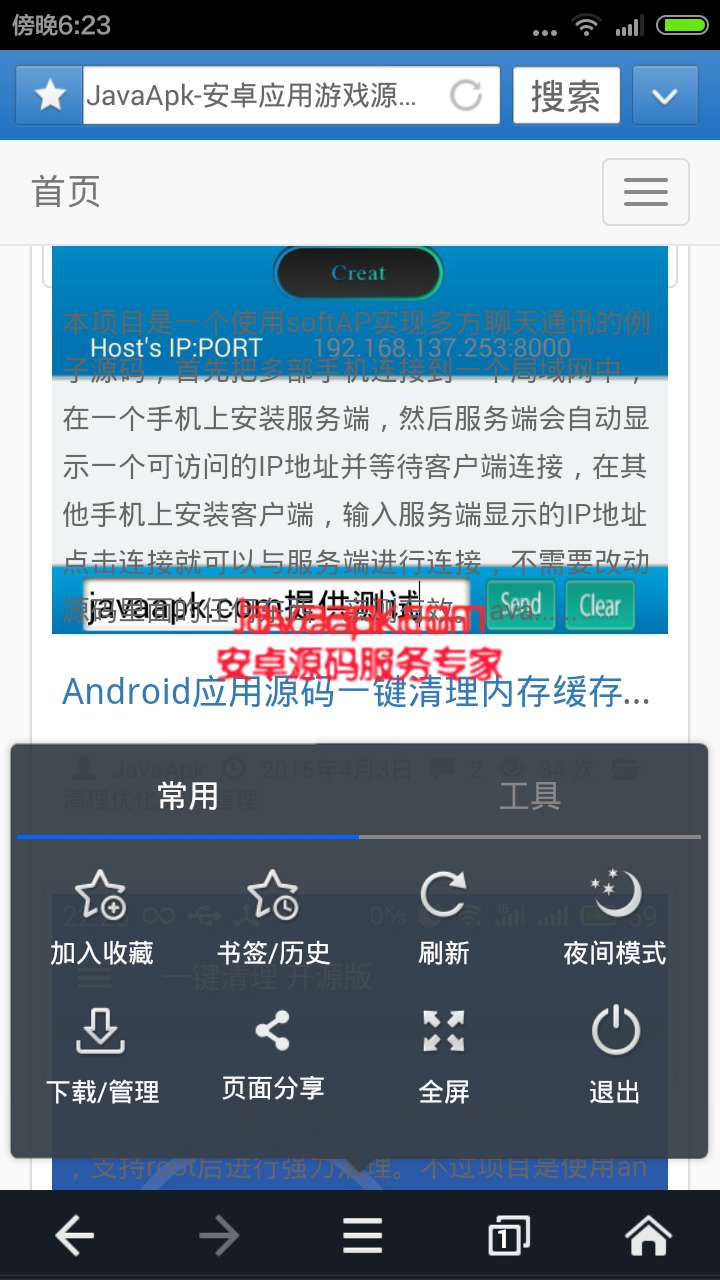 傍晚6:23
JavaApk-安卓应用游戏源... 搜索
首页
Creat
本项目是一个使用softAP实现多方聊天通讯的例
Host's IP:PORT 192.168.137.253:8000
子源码，首先把多部手机连接到一个局域网中，
在一个手机上安装服务端，然后服务端会自动显
示一个可访问的IP地址并等待客户端连接，在其
他手机上安装客户端，输入服务端显示的IP地址
点击连接就可以与服务端进行连接，不需要改动
javaapk.com提供测试 Send Clear
javaapk.com
安卓源码服务专家
Android应用源码一键清理内存缓存...
JavaApk 2015年4月3日 2
常用 工具
加入收藏 书签/历史 刷新 夜间模式
一键清理 开源版
下载/管理 页面分享 全屏 退出
，支持root后进行强力清理。不过项目是使用an
1